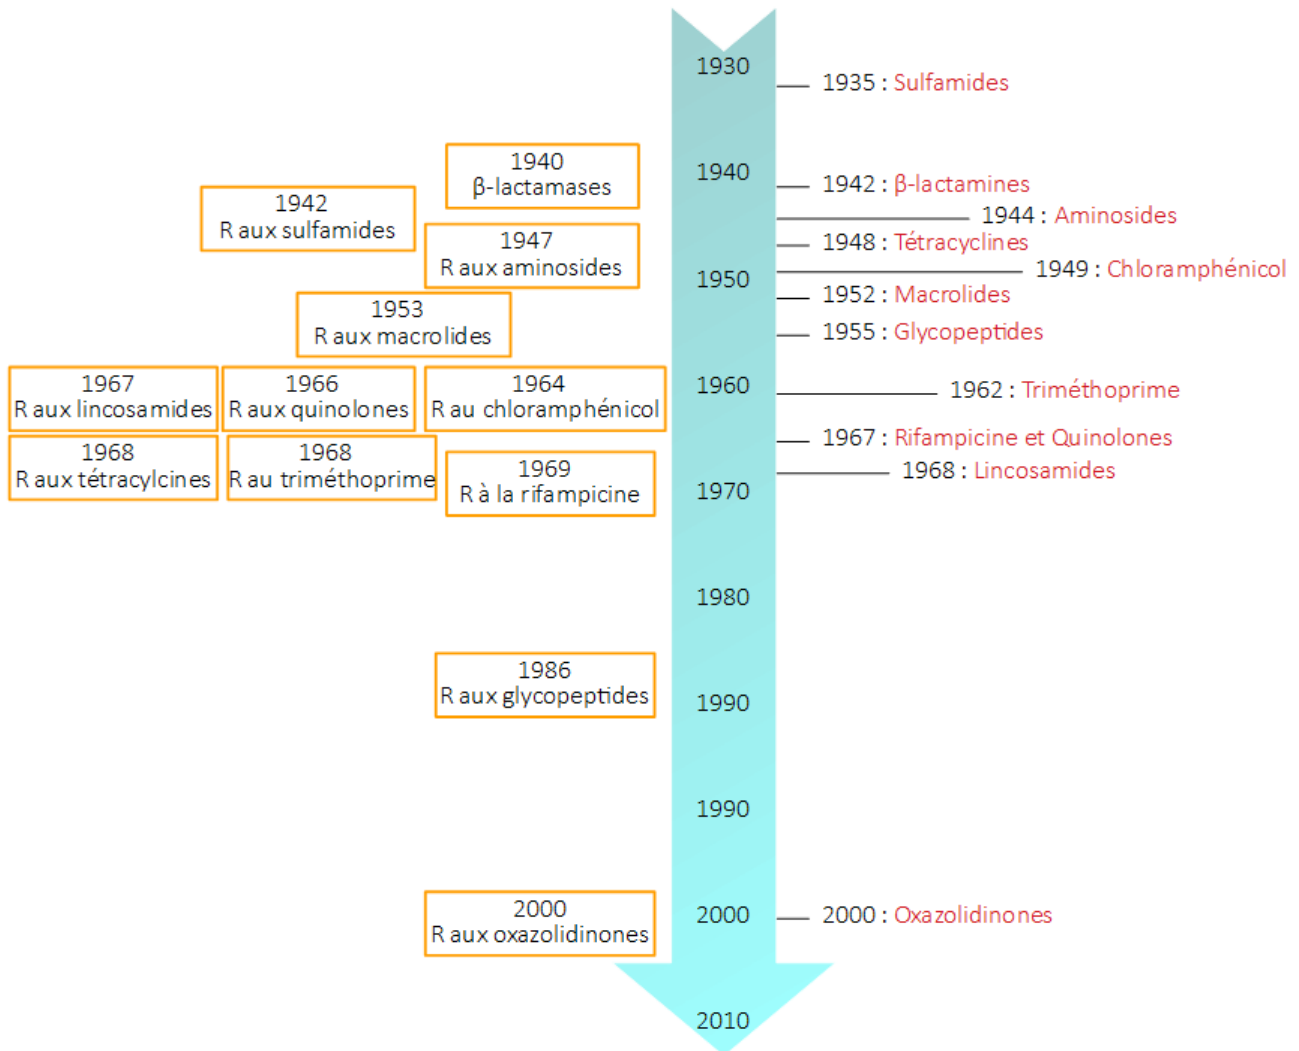 1930
1935 : Sulfamides
1940
β-lactamases
1940
1942 : β-lactamines
1942
R aux sulfamides
1944 : Aminosides
1947
R aux aminosides
1948 : Tétracyclines
1949 : Chloramphénicol
1950
1952 : Macrolides
1953
R aux macrolides
1955 : Glycopeptides
1967
R aux lincosamides
1966
R aux quinolones
1964
R au chloramphénicol
1960
1962 : Triméthoprime
1967 : Rifampicine et Quinolones
1968
R aux tétracylcines
1968
R au triméthoprime
1969
R à la rifampicine
1968 : Lincosamides
1970
1980
1986
R aux glycopeptides
1990
1990
2000
R aux oxazolidinones
2000
2000 : Oxazolidinones
2010